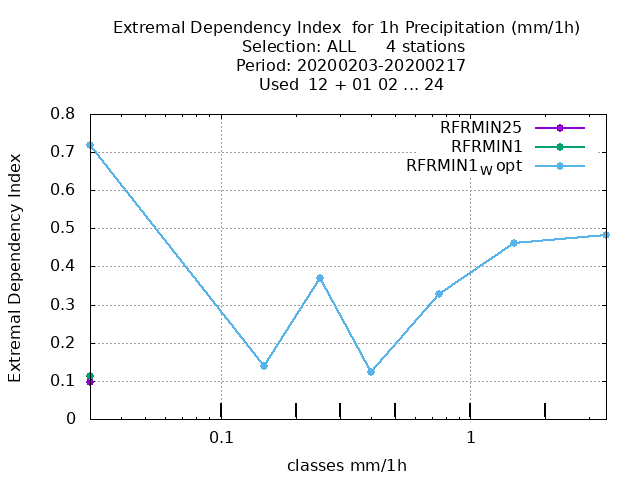 Extremal Dependency Index  for 1h Precipitation (mm/1h)
Selection: ALL      4 stations
Period: 20200203-20200217
Used  12 + 01 02 ... 24
RFRMIN25
RFRMIN1
RFRMIN1W opt
0.8
0.7
0.6
0.5
0.4
0.3
0.2
0.1
0
Extremal Dependency Index
0.1 1
classes mm/1h